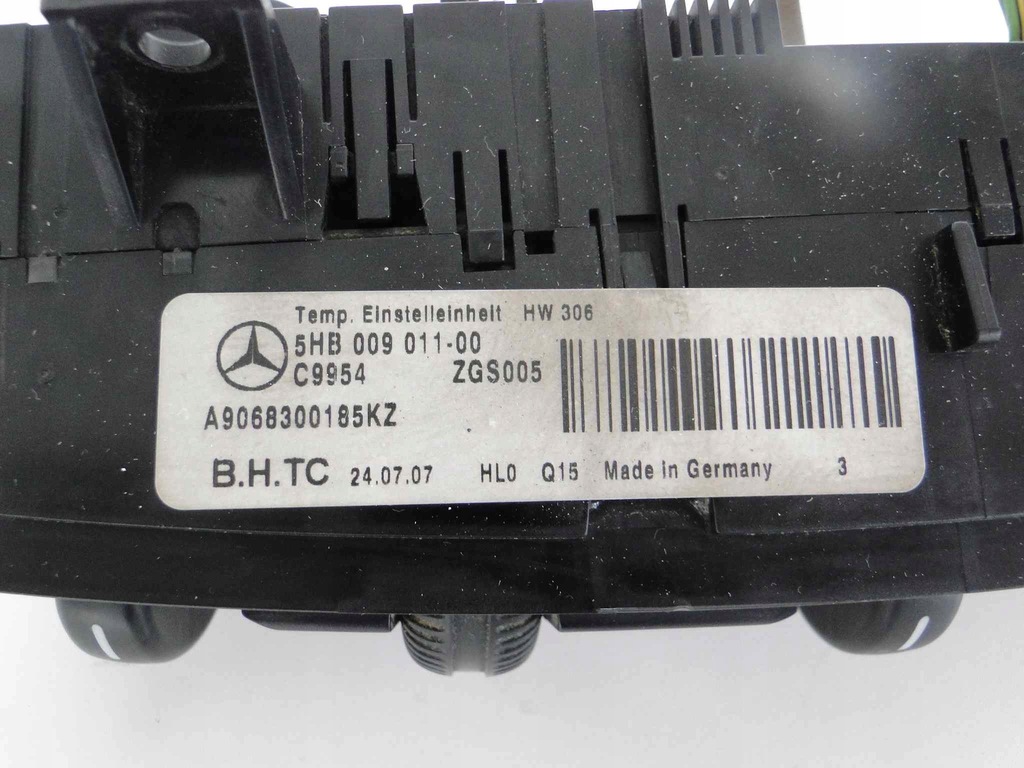 Temp. Einstelleinheit HW 306
5HB 009 011-00
C9954 ZGS005
A9068300185KZ
B.H.TC 24.07.07 HL0 Q15 Made in Germany 3